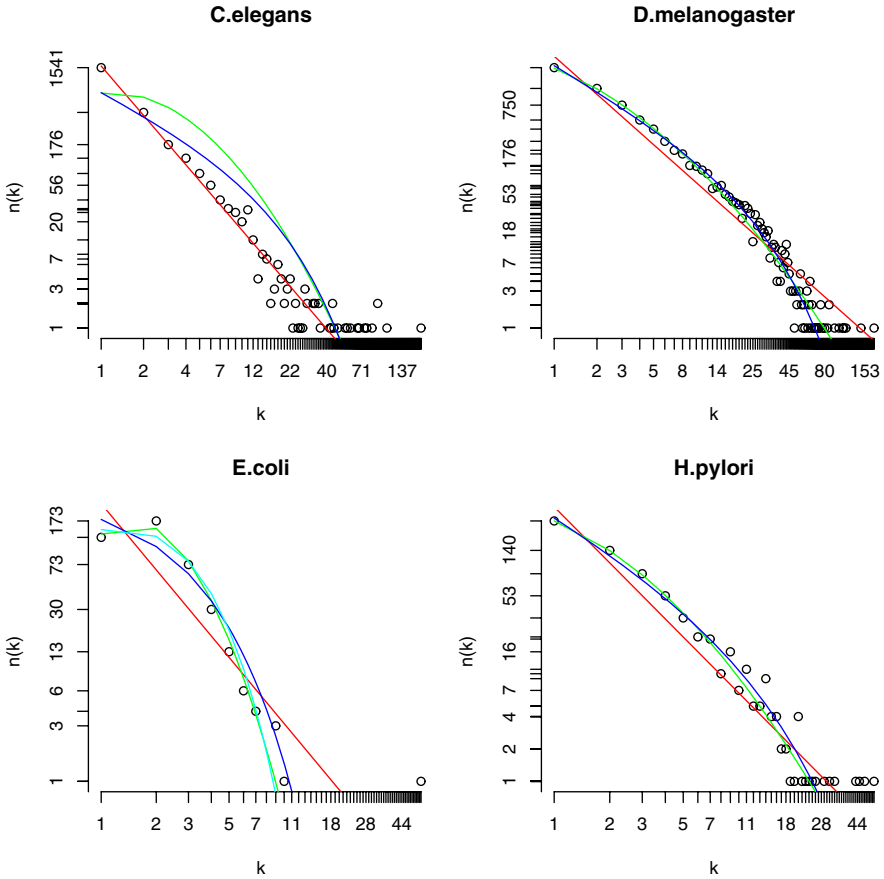 C.elegans
n(k)
1541
176
56
20
7
3
1
1 2 4 7 12 22 40 71 137
k
D.melanogaster
n(k)
750
176
53
18
7
3
1
1 2 3 5 8 14 25 45 80 153
k
E.coli
n(k)
173
73
30
13
6
3
1
1 2 3 5 7 11 18 28 44
k
H.pylori
n(k)
140
53
16
7
4
2
1
1 2 3 5 7 11 18 28 44
k